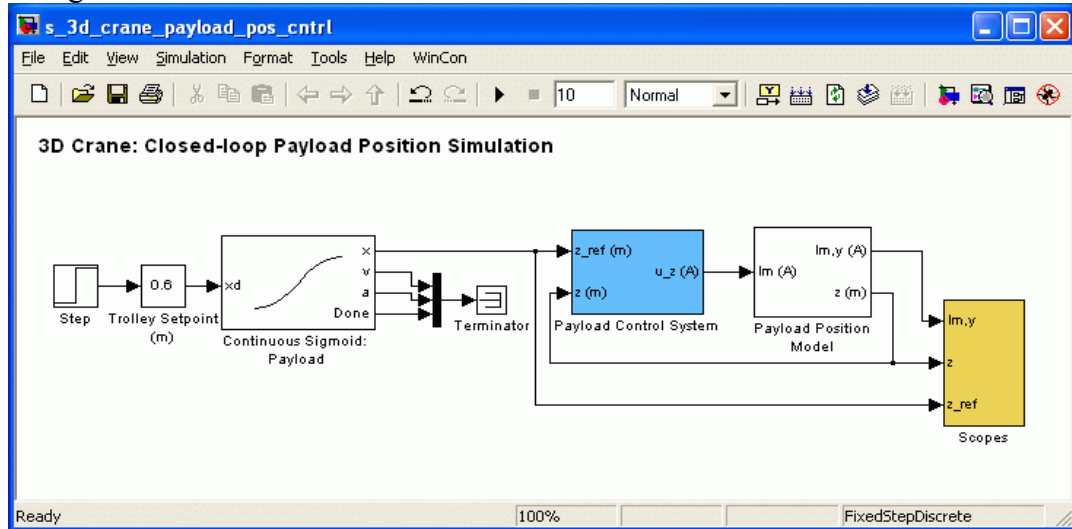 s_3d_crane_payload_pos_cntrl
File Edit View Simulation Format Tools Help WinCon
10 Normal
3D Crane: Closed-loop Payload Position Simulation
Step
0.6
Trolley Setpoint
(m)
xd
x
v
a
Done
Continuous Sigmoid:
Payload
Terminator
z_ref (m)
z (m)
u_z (A)
Payload Control System
Im (A)
Im,y (A)
z (m)
Payload Position
Model
Im,y
z
z_ref
Scopes
Ready 100% FixedStepDiscrete